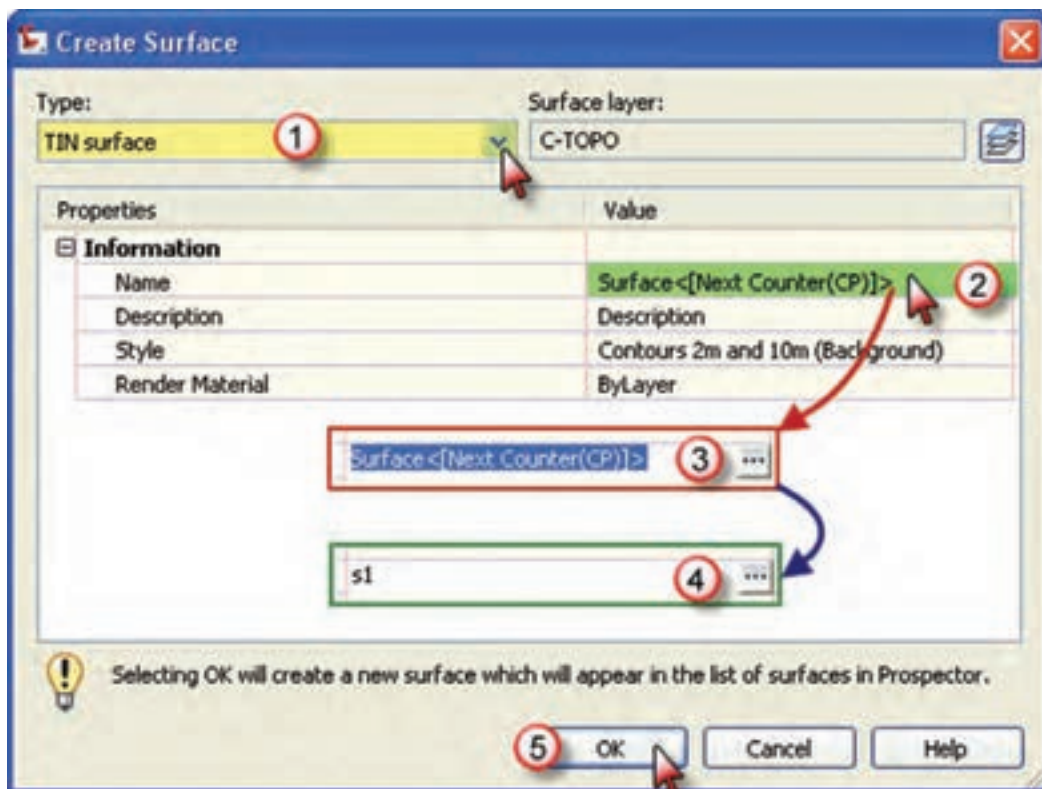 Create Surface
Type:
Surface layer:
TIN surface
1
C-TOPO
Properties
Value
Information
Name
Surface<[Next Counter(CP)]>
2
Description
Description
Style
Contours 2m and 10m (Background)
Render Material
ByLayer
Surface<[Next Counter(CP)]>
3
...
s1
4
...
Selecting OK will create a new surface which will appear in the list of surfaces in Prospector.
5
OK
Cancel
Help